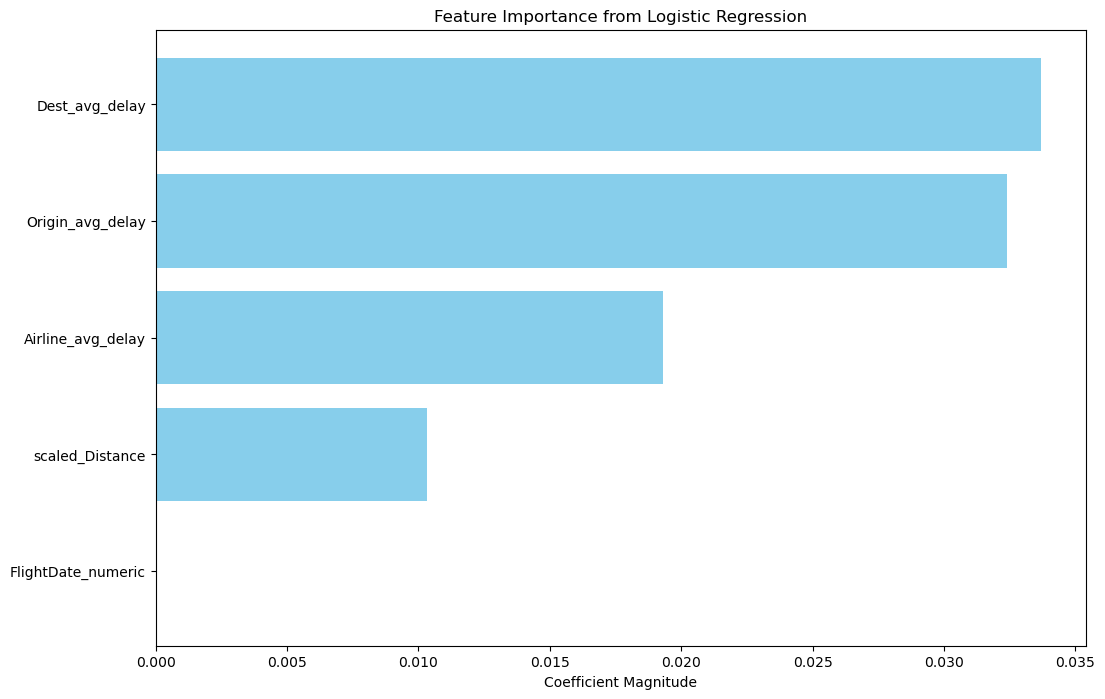 Feature Importance from Logistic Regression
Dest_avg_delay
Origin_avg_delay
Airline_avg_delay
scaled_Distance
FlightDate_numeric
0.000 0.005 0.010 0.015 0.020 0.025 0.030 0.035
Coefficient Magnitude